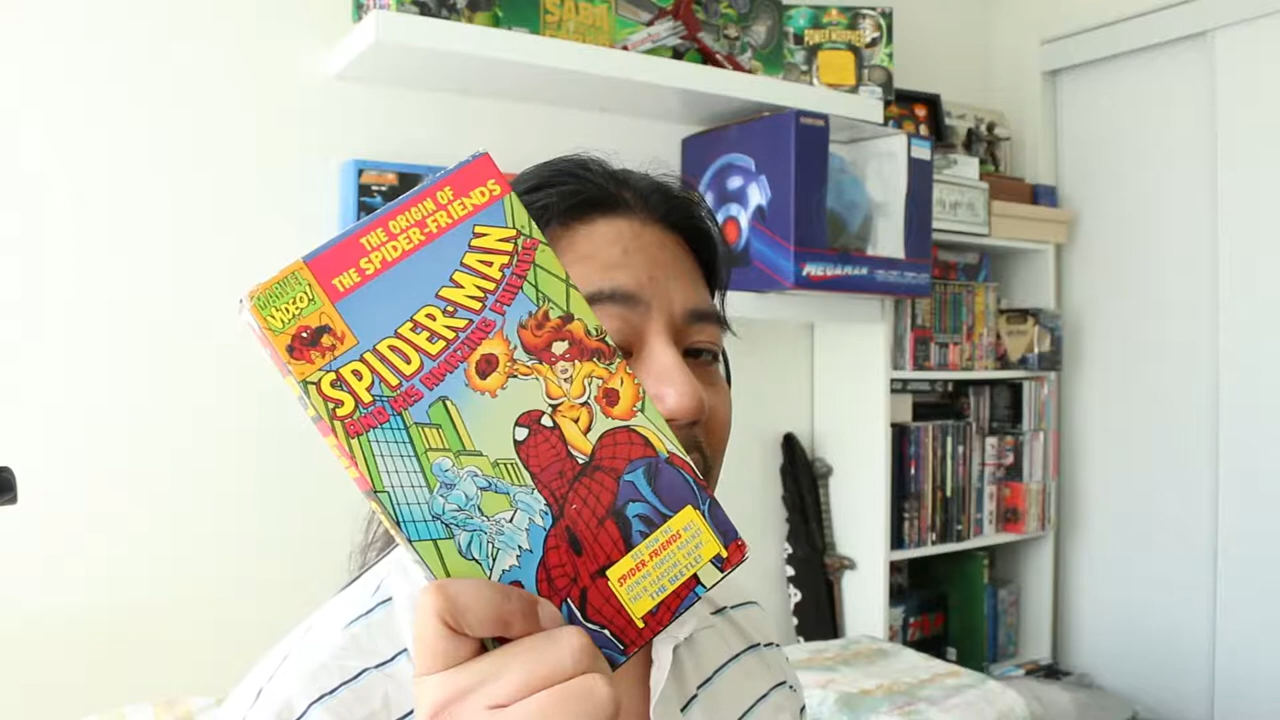 SABA
POWER MORPHER
MEGAMAN
THE ORIGIN OF
THE SPIDER-FRIENDS
MARVEL
VIDEO!
SPIDER-MAN
AND HIS AMAZING FRIENDS
SEE HOW THE
SPIDER-FRIENDS MET,
JOINING FORCES AGAINST
THEIR FEARSOME ENEMY...
THE BEETLE!